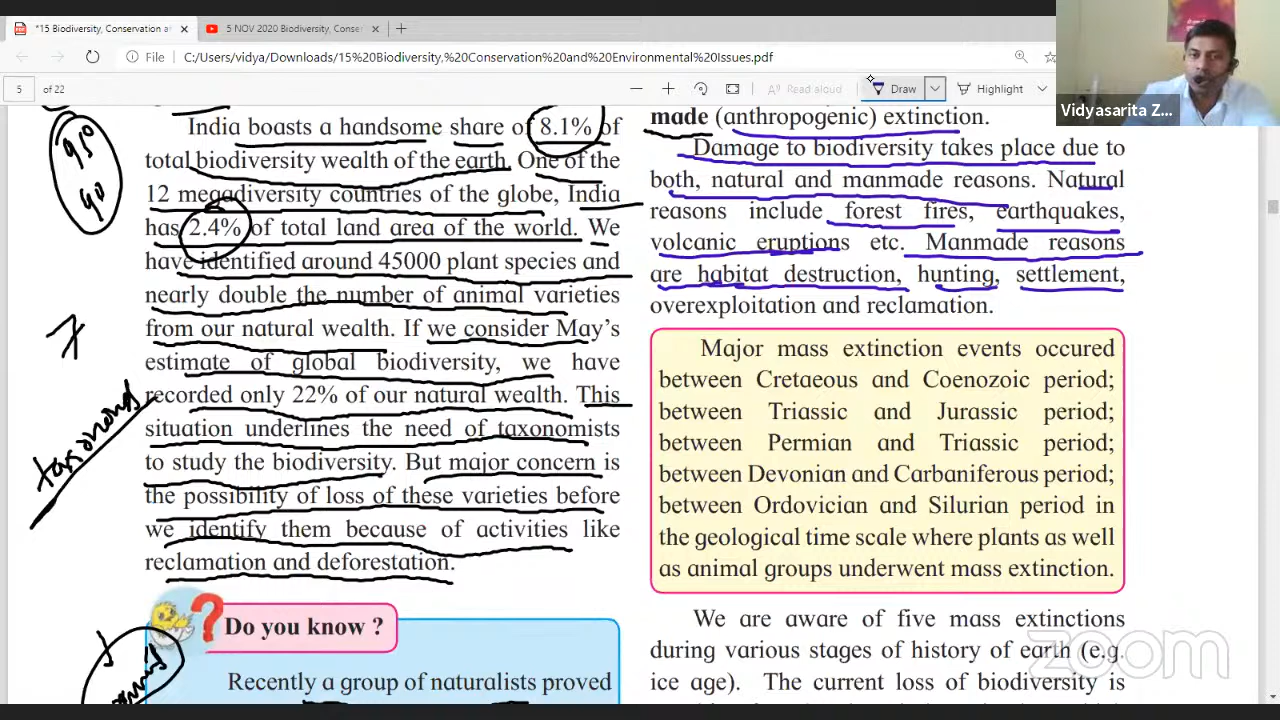 *15 Biodiversity, Conservation a
5 NOV 2020 Biodiversity, Conser
File
C:/Users/vidya/Downloads/15%20Biodiversity,%20Conservation%20and%20Environmental%20Issues.pdf
5 of 22
Read aloud
Draw
Highlight
Vidyasarita Z...
India boasts a handsome share of 8.1% of
total biodiversity wealth of the earth. One of the
12 megadiversity countries of the globe, India
has 2.4% of total land area of the world. We
have identified around 45000 plant species and
nearly double the number of animal varieties
from our natural wealth. If we consider May's
estimate of global biodiversity, we have
recorded only 22% of our natural wealth. This
situation underlines the need of taxonomists
to study the biodiversity. But major concern is
the possibility of loss of these varieties before
we identify them because of activities like
reclamation and deforestation.
Do you know ?
Recently a group of naturalists proved
made (anthropogenic) extinction.
Damage to biodiversity takes place due to
both, natural and manmade reasons. Natural
reasons include forest fires, earthquakes,
volcanic eruptions etc. Manmade reasons
are habitat destruction, hunting, settlement,
overexploitation and reclamation.
Major mass extinction events occured
between Cretaeous and Coenozoic period;
between Triassic and Jurassic period;
between Permian and Triassic period;
between Devonian and Carbaniferous period;
between Ordovician and Silurian period in
the geological time scale where plants as well
as animal groups underwent mass extinction.
We are aware of five mass extinctions
during various stages of history of earth (e.g.
ice age). The current loss of biodiversity is
zoom